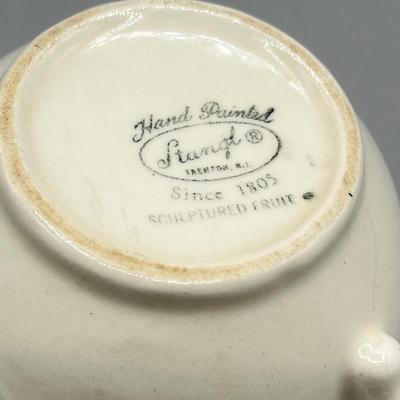 Hand Painted
Stangl ®
TRENTON, N.J.
Since 1805
SCULPTURED FRUIT